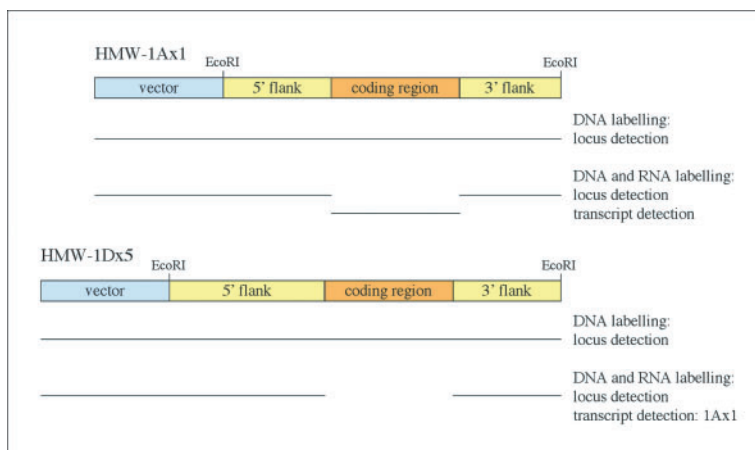 HMW-1Ax1
EcoRI EcoRI
vector 5' flank coding region 3' flank
DNA labelling:
locus detection
DNA and RNA labelling:
locus detection
transcript detection
HMW-1Dx5
EcoRI EcoRI
vector 5' flank coding region 3' flank
DNA labelling:
locus detection
DNA and RNA labelling:
locus detection
transcript detection: 1Ax1